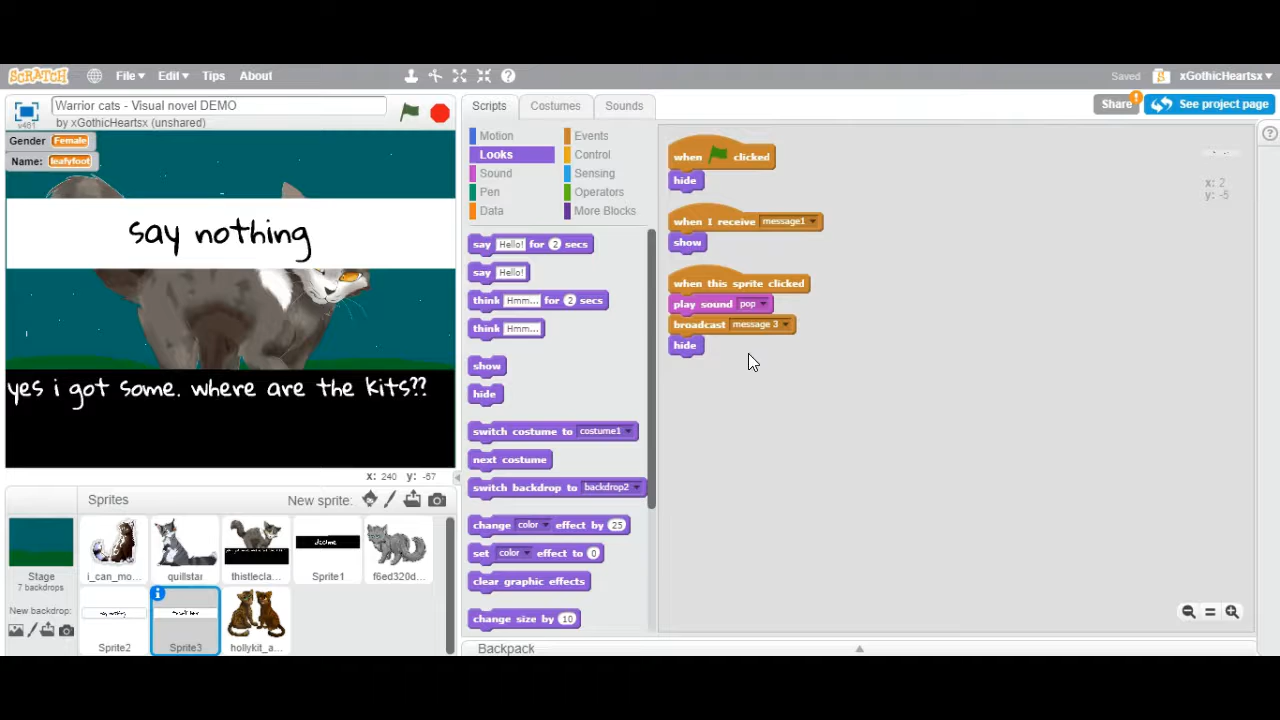 SCRATCH File Edit Tips About Saved xGothicHeartsx
Warrior cats - Visual novel DEMO
by xGothicHeartsx (unshared)
v461
Scripts Costumes Sounds
Share ! See project page
Gender Female
Name: leafyfoot
say nothing
yes i got some. where are the kits??
x: 240 y: -67
Motion Events
Looks Control
Sound Sensing
Pen Operators
Data More Blocks
say Hello! for 2 secs
say Hello!
think Hmm... for 2 secs
think Hmm...
show
hide
switch costume to costume1
next costume
switch backdrop to backdrop2
change color effect by 25
set color effect to 0
clear graphic effects
change size by 10
when clicked
hide
when I receive message1
show
when this sprite clicked
play sound pop
broadcast message 3
hide
x: 2
y: -5
Sprites New sprite:
Stage
7 backdrops
New backdrop:
i_can_mo...
quillstar
thistlecla...
Sprite1
f6ed320d...
say nothing
Sprite2
Sprite3
hollykit_a...
Backpack